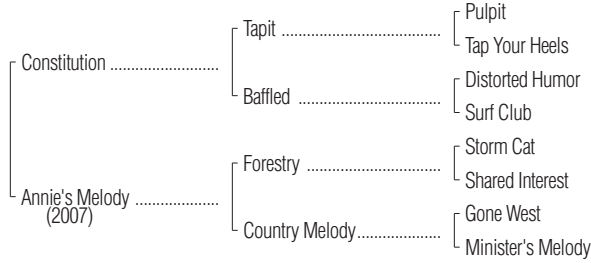 Pulpit
Tapit ..........................................
Tap Your Heels
Constitution .............................
Distorted Humor
Baffled .....................................
Surf Club
Storm Cat
Forestry ...................................
Shared Interest
Annie's Melody ......................
(2007)
Gone West
Country Melody......................
Minister's Melody